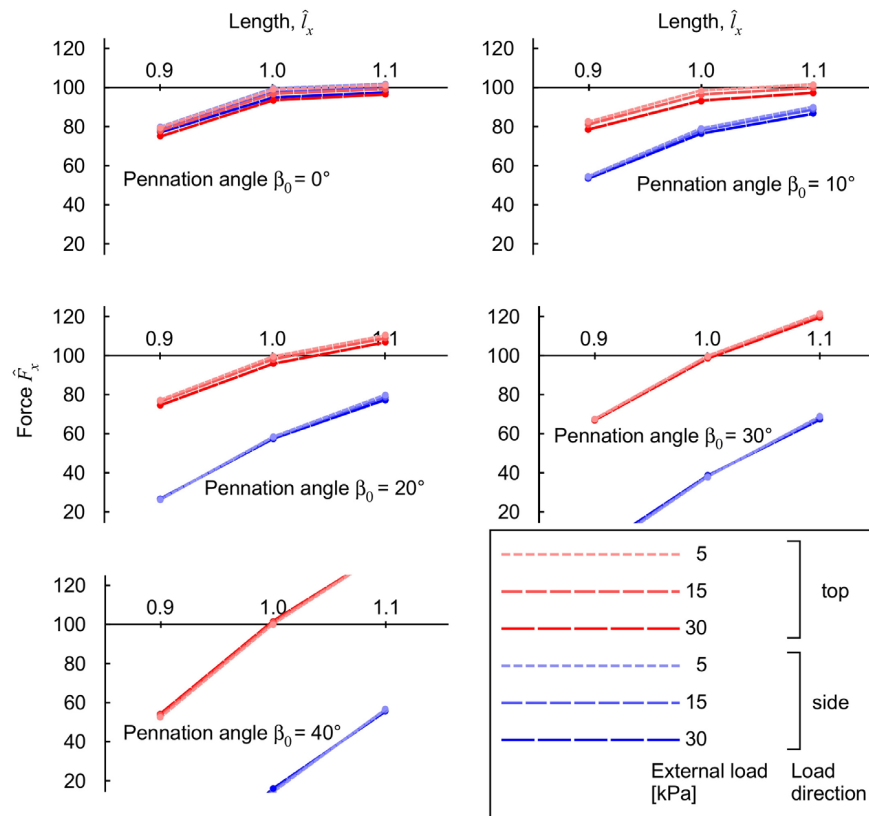 Length, l̂ₓ
Length, l̂ₓ
120
100
80
60
40
20
0.9 1.0 1.1
Pennation angle β₀ = 0°
120
100
80
60
40
20
0.9 1.0 1.1
Pennation angle β₀ = 10°
Force F̂ₓ
120
100
80
60
40
20
0.9 1.0 1.1
Pennation angle β₀ = 20°
120
100
80
60
40
20
0.9 1.0 1.1
Pennation angle β₀ = 30°
120
100
80
60
40
20
0.9 1.0 1.1
Pennation angle β₀ = 40°
5
15
30
top
5
15
30
side
External load
[kPa]
Load
direction